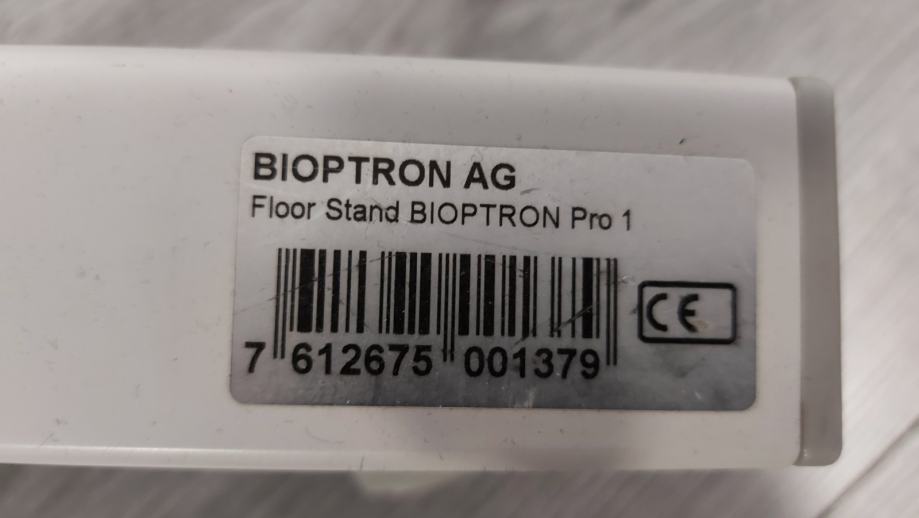 BIOPTRON AG
Floor Stand BIOPTRON Pro 1
CE
7 612675 001379